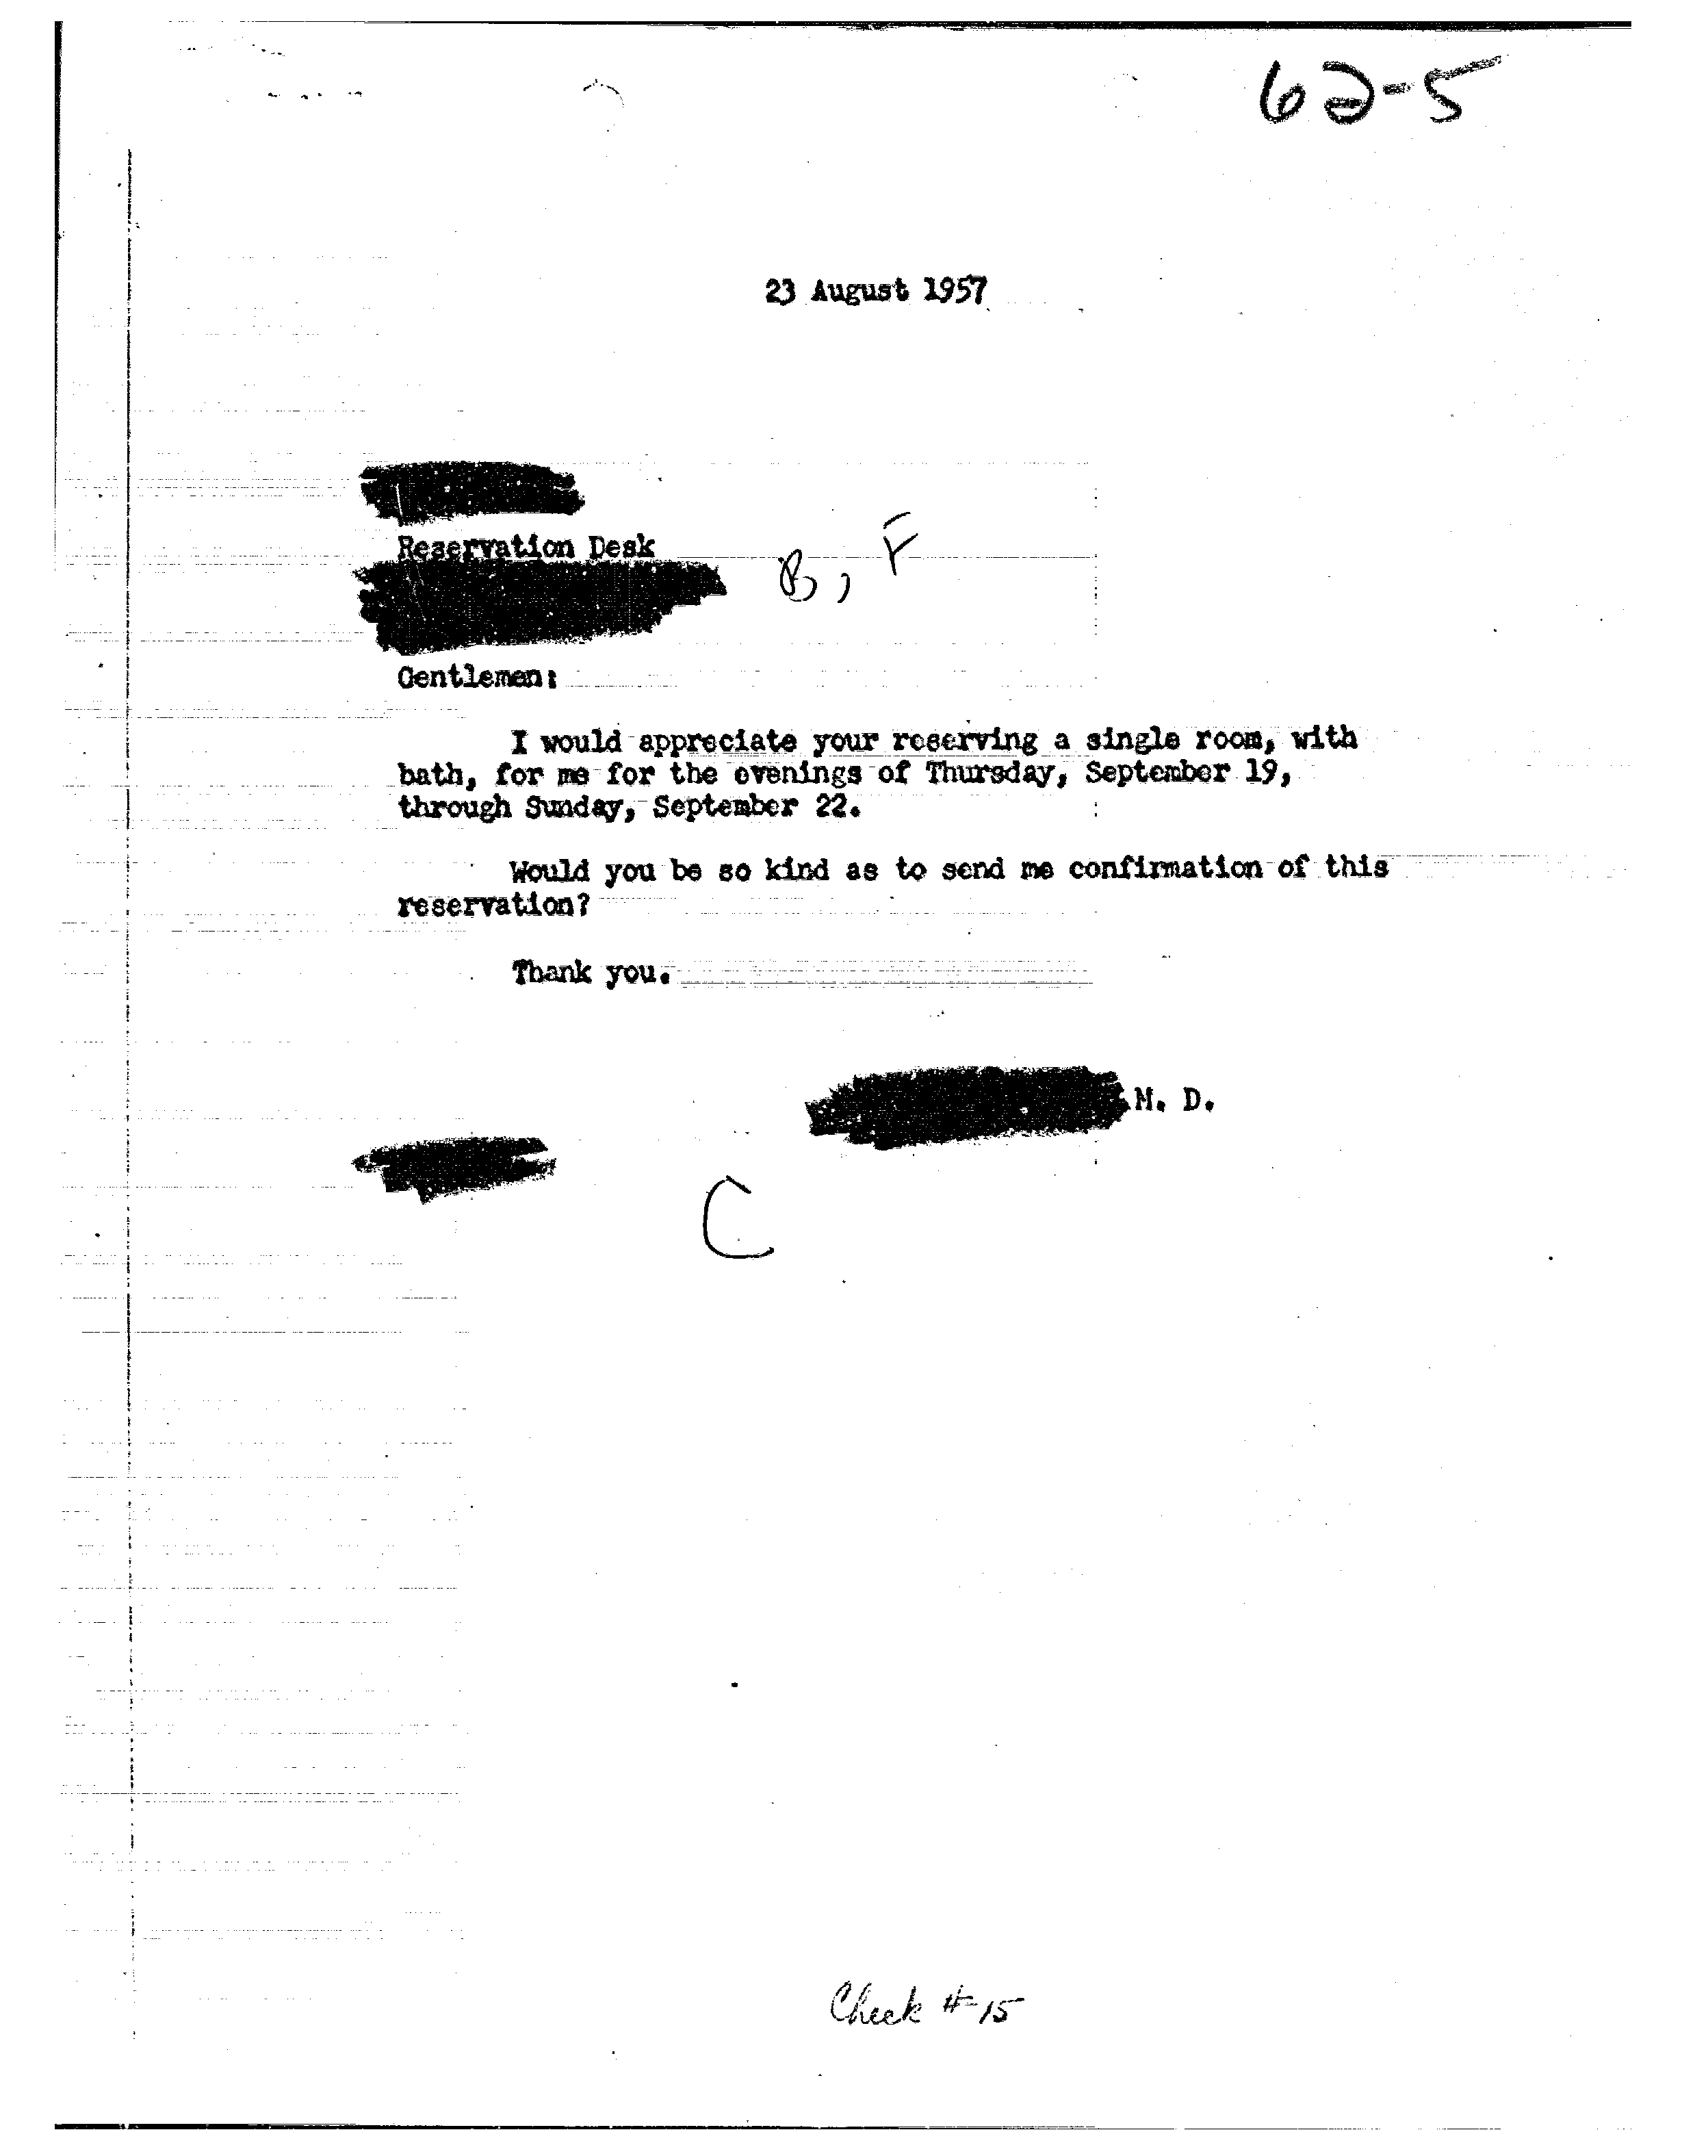 62-5
23 August 1957
Reservation Desk
B, F
Gentlemen:
I would appreciate your reserving a single room, with
bath, for me for the evenings of Thursday, September 19,
through Sunday, September 22.
Would you be so kind as to send me confirmation of this
reservation?
Thank you.
M. D.
C
Check #15